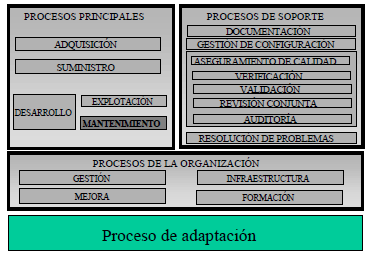 PROCESOS PRINCIPALES
ADQUISICIÓN
SUMINISTRO
DESARROLLO
EXPLOTACIÓN
MANTENIMIENTO
PROCESOS DE SOPORTE
DOCUMENTACIÓN
GESTIÓN DE CONFIGURACIÓN
ASEGURAMIENTO DE CALIDAD
VERIFICACIÓN
VALIDACIÓN
REVISIÓN CONJUNTA
AUDITORÍA
RESOLUCIÓN DE PROBLEMAS
PROCESOS DE LA ORGANIZACIÓN
GESTIÓN
INFRAESTRUCTURA
MEJORA
FORMACIÓN
Proceso de adaptación